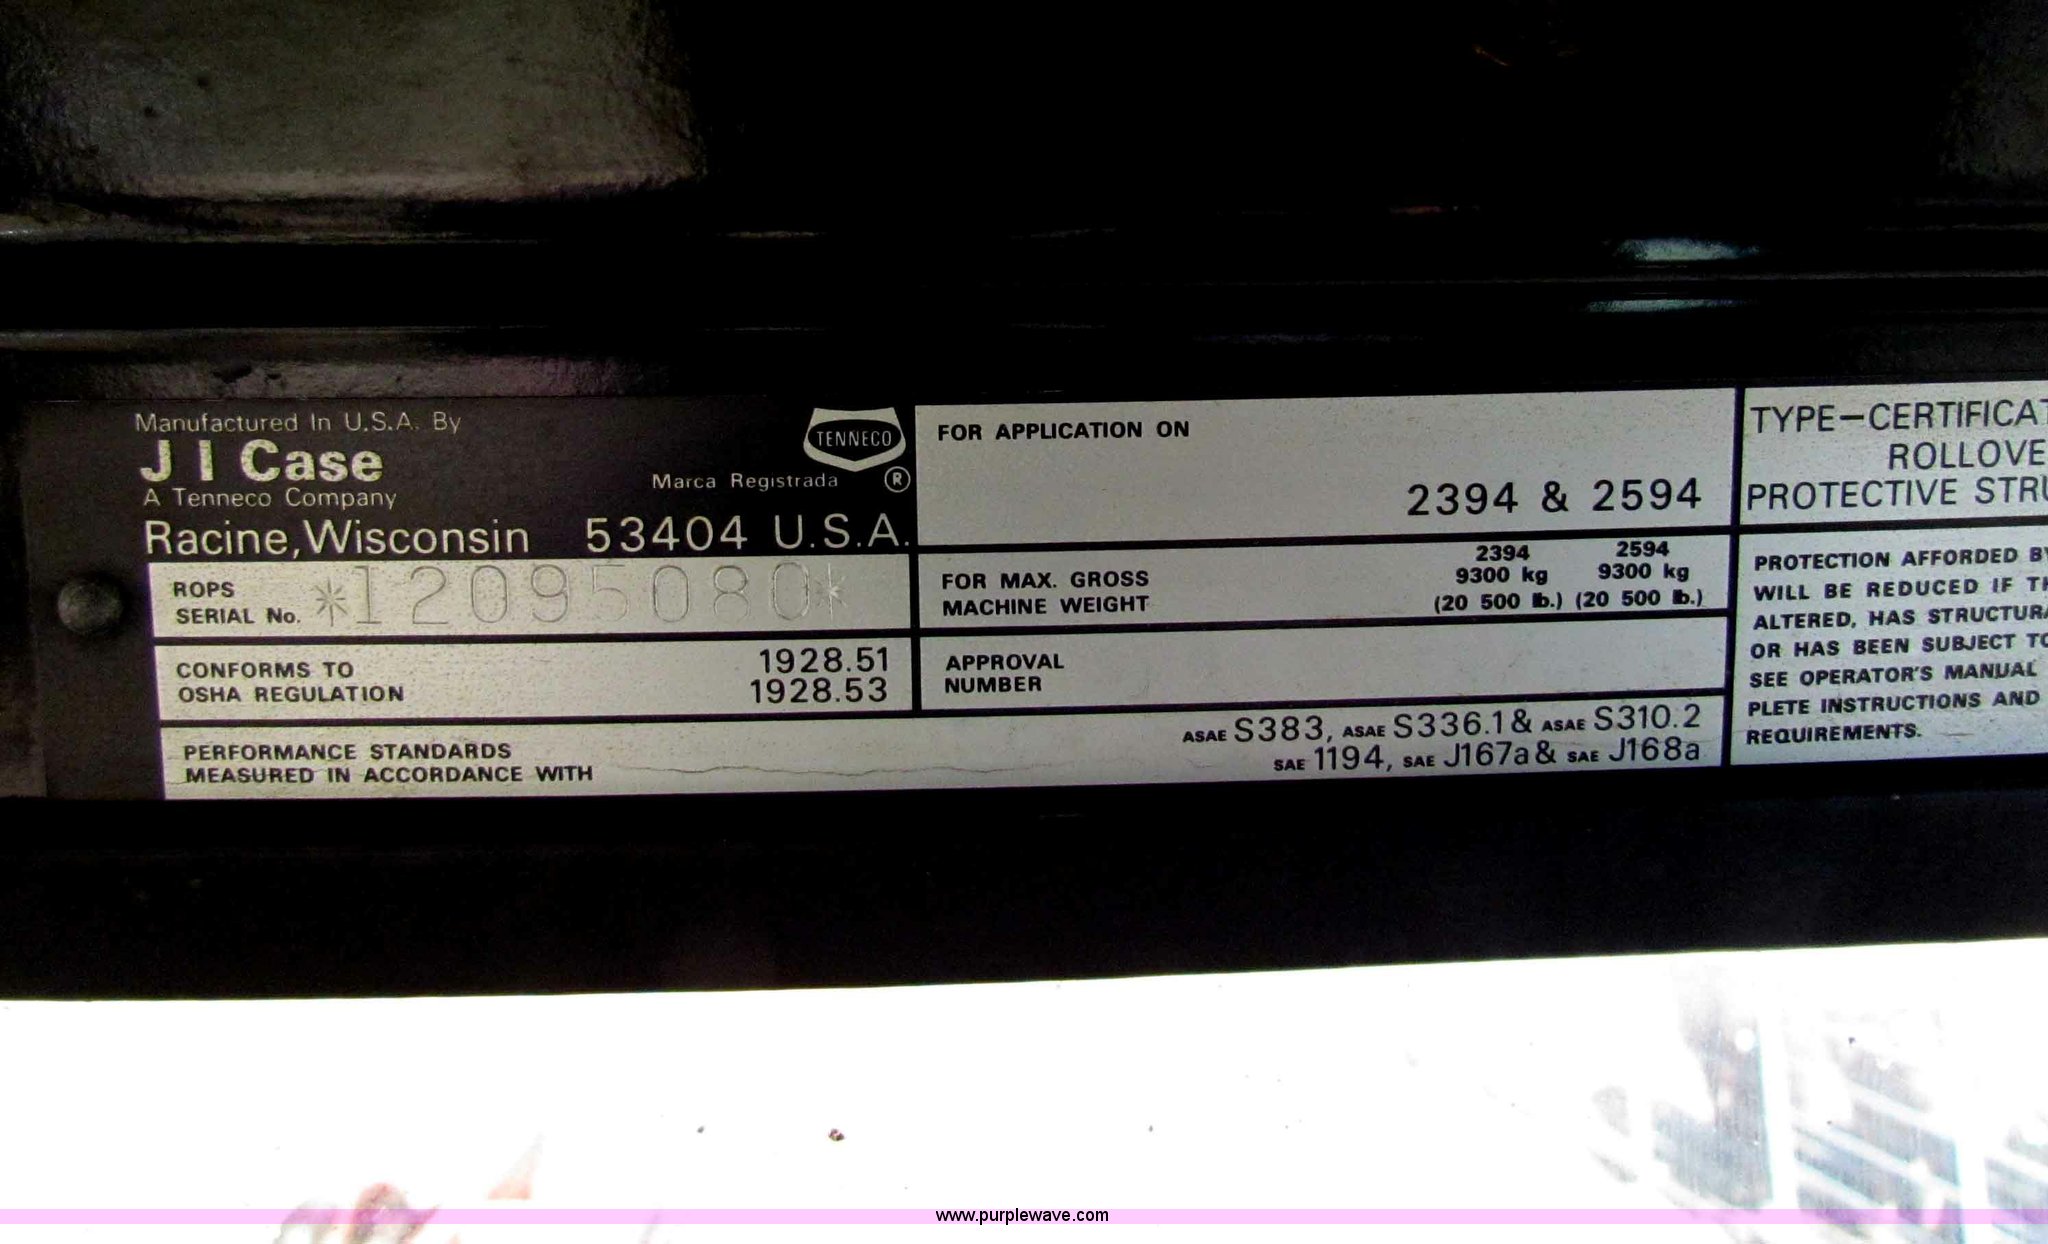 Manufactured In U.S.A. By
J I Case
A Tenneco Company
TENNECO
Marca Registrada ®
Racine, Wisconsin 53404 U.S.A.
ROPS
SERIAL No. *12095080*
CONFORMS TO
OSHA REGULATION
1928.51
1928.53
PERFORMANCE STANDARDS
MEASURED IN ACCORDANCE WITH
ASAE S383, ASAE S336.1 & ASAE S310.2
SAE 1194, SAE J167a & SAE J168a
FOR APPLICATION ON
2394 & 2594
FOR MAX. GROSS
MACHINE WEIGHT
2394 2594
9300 kg 9300 kg
(20 500 lb.) (20 500 lb.)
APPROVAL
NUMBER
TYPE-CERTIFICAT
ROLLOVE
PROTECTIVE STRU
PROTECTION AFFORDED BY
WILL BE REDUCED IF TH
ALTERED, HAS STRUCTURA
OR HAS BEEN SUBJECT TO
SEE OPERATOR'S MANUAL
PLETE INSTRUCTIONS AND
REQUIREMENTS.
www.purplewave.com